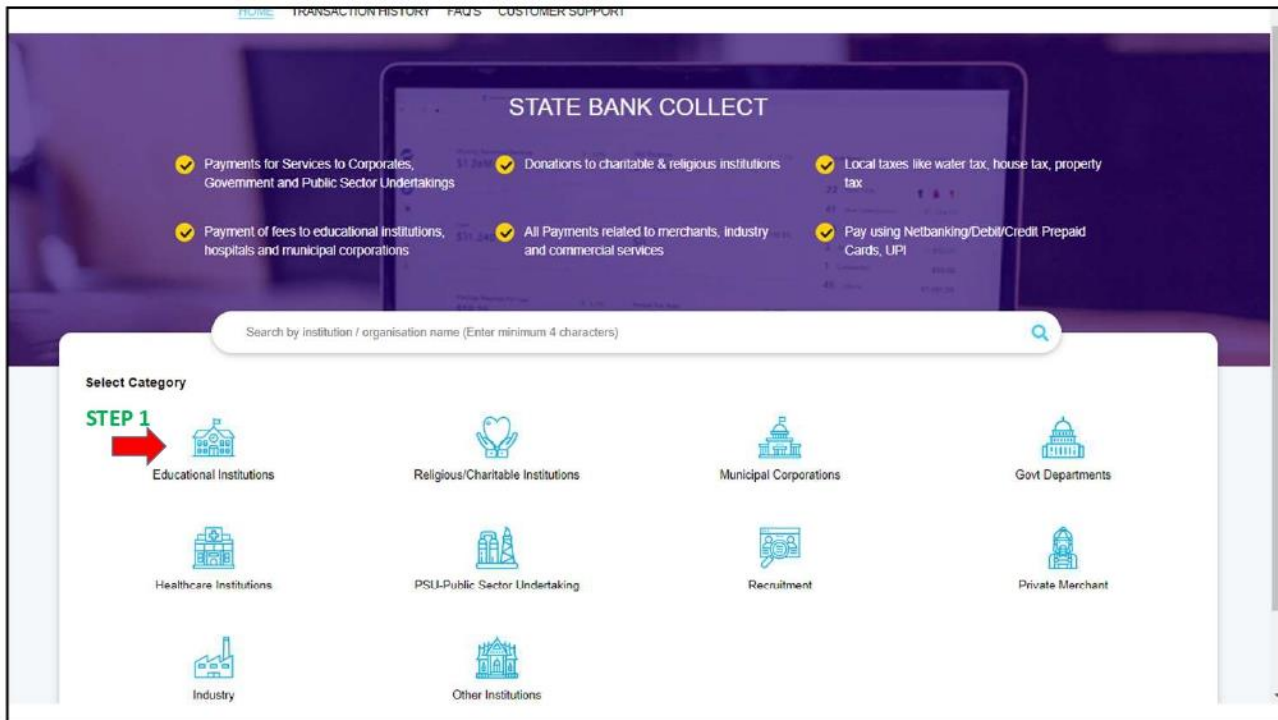 HOME TRANSACTION HISTORY FAQ'S CUSTOMER SUPPORT
STATE BANK COLLECT
Payments for Services to Corporates,
Government and Public Sector Undertakings
Donations to charitable & religious institutions
Local taxes like water tax, house tax, property
tax
Payment of fees to educational institutions,
hospitals and municipal corporations
All Payments related to merchants, industry
and commercial services
Pay using Netbanking/Debit/Credit Prepaid
Cards, UPI
Search by institution / organisation name (Enter minimum 4 characters)
Select Category
STEP 1
Educational Institutions
Religious/Charitable Institutions
Municipal Corporations
Govt Departments
Healthcare Institutions
PSU-Public Sector Undertaking
Recruitment
Private Merchant
Industry
Other Institutions